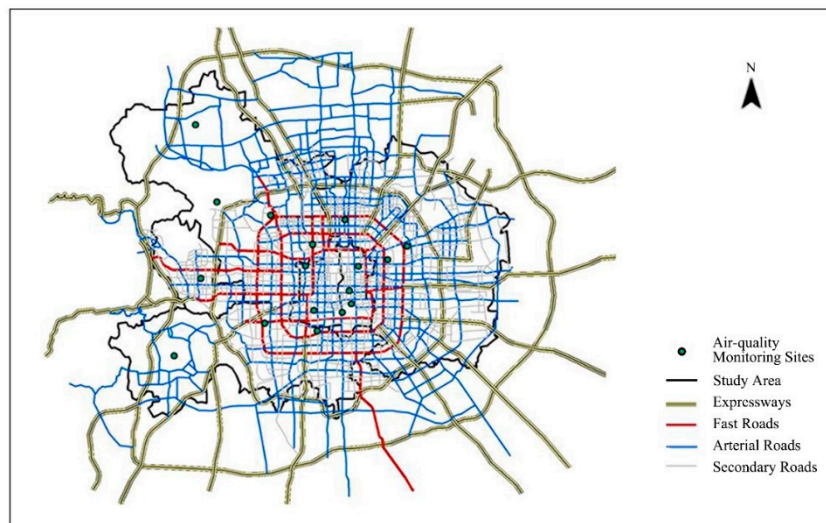 N
Air-quality
Monitoring Sites
Study Area
Expressways
Fast Roads
Arterial Roads
Secondary Roads